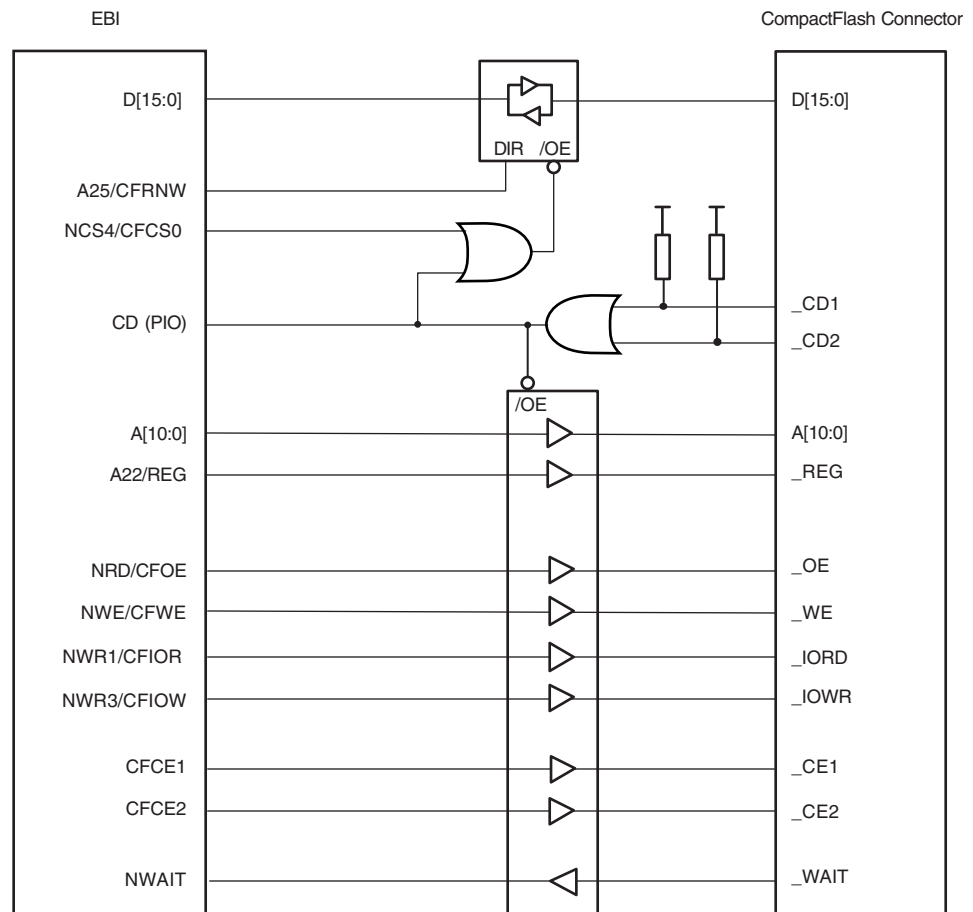 EBI CompactFlash Connector
D[15:0] D[15:0]
DIR /OE
A25/CFRNW
NCS4/CFCS0
_CD1
CD (PIO)
_CD2
/OE
A[10:0] A[10:0]
A22/REG _REG
NRD/CFOE _OE
NWE/CFWE _WE
NWR1/CFIOR _IORD
NWR3/CFIOW _IOWR
CFCE1 _CE1
CFCE2 _CE2
NWAIT _WAIT